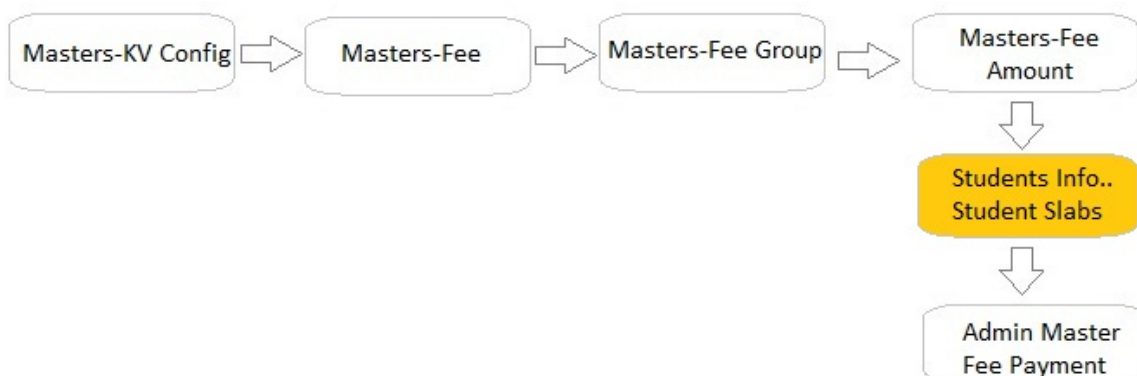 Masters-KV Config
Masters-Fee
Masters-Fee Group
Masters-Fee
Amount
Students Info..
Student Slabs
Admin Master
Fee Payment